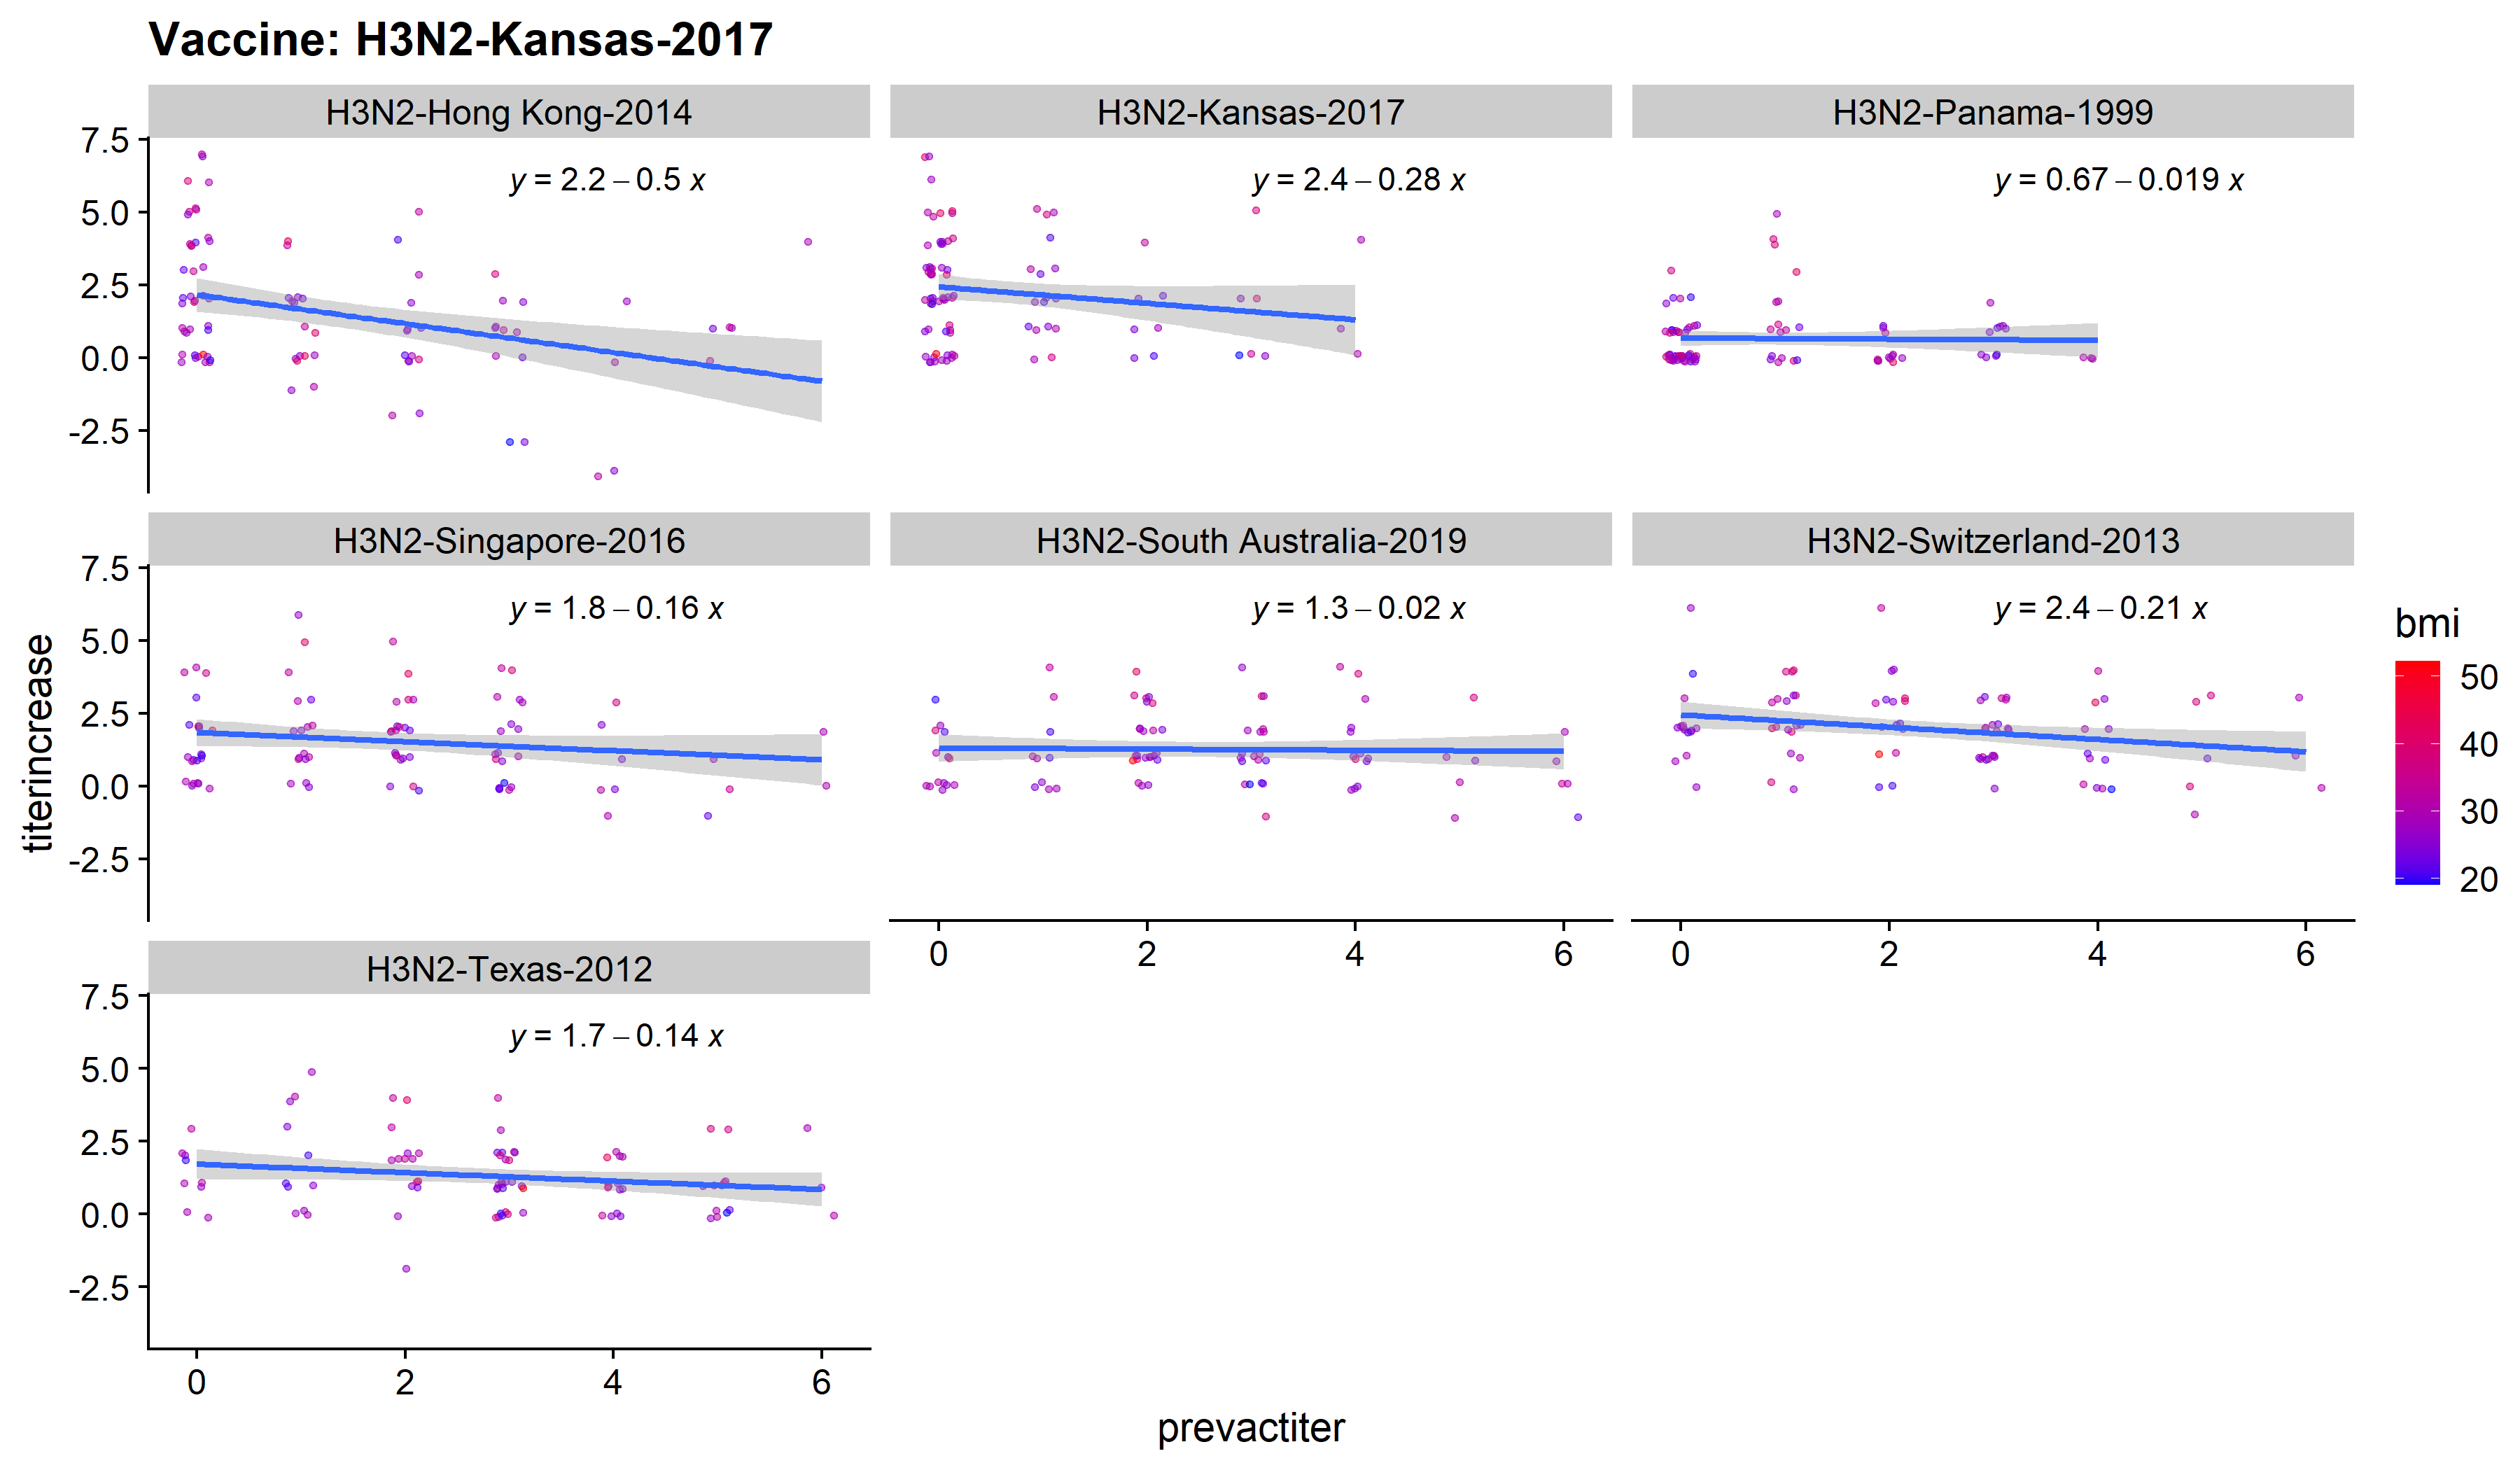 Vaccine: H3N2-Kansas-2017
H3N2-Hong Kong-2014
H3N2-Kansas-2017
H3N2-Panama-1999
7.5
5.0
2.5
0.0
-2.5
y = 2.2 – 0.5 x
y = 2.4 – 0.28 x
y = 0.67 – 0.019 x
H3N2-Singapore-2016
H3N2-South Australia-2019
H3N2-Switzerland-2013
7.5
5.0
2.5
0.0
-2.5
y = 1.8 – 0.16 x
y = 1.3 – 0.02 x
y = 2.4 – 0.21 x
0 2 4 6
0 2 4 6
titerincrease
bmi
50
40
30
20
H3N2-Texas-2012
7.5
5.0
2.5
0.0
-2.5
y = 1.7 – 0.14 x
0 2 4 6
prevactiter